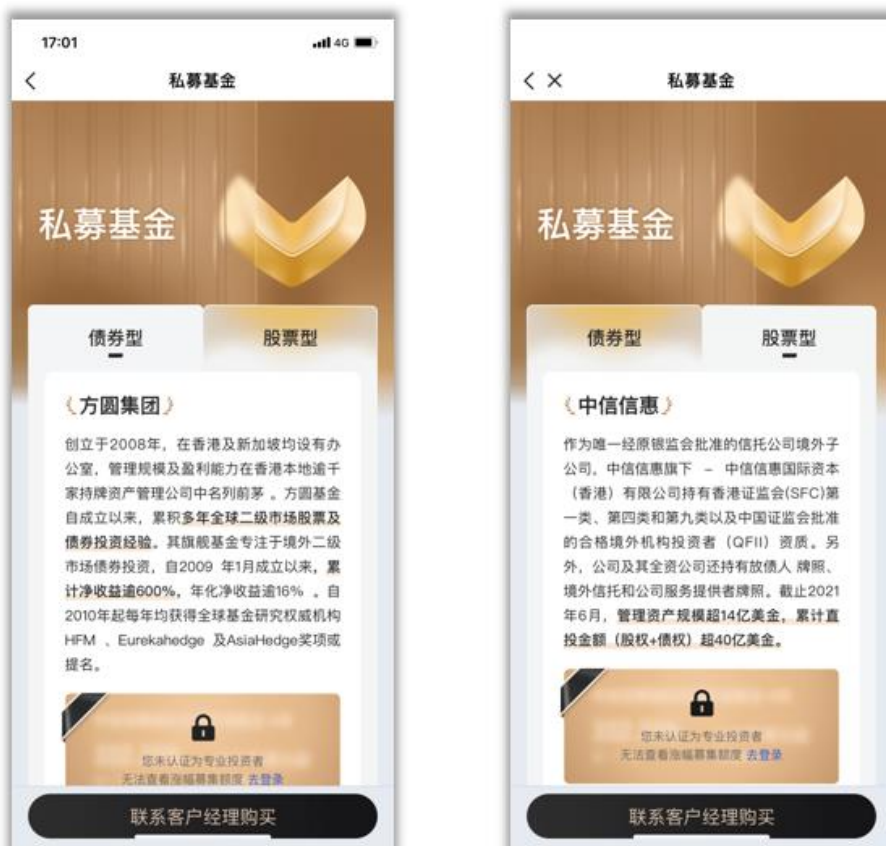 17:01
4G
私募基金
私募基金
债券型
股票型
《方圆集团》
创立于2008年，在香港及新加坡均设有办
公室，管理规模及盈利能力在香港本地逾千
家持牌资产管理公司中名列前茅 。方圆基金
自成立以来，累积多年全球二级市场股票及
债券投资经验。其旗舰基金专注于境外二级
市场债券投资，自2009 年1月成立以来，累
计净收益逾600%，年化净收益逾16% 。自
2010年起每年均获得全球基金研究权威机构
HFM 、Eurekahedge 及AsiaHedge奖项或
提名。
您未认证为专业投资者
无法查看涨幅募集额度 去登录
联系客户经理购买
私募基金
私募基金
债券型
股票型
《中信信惠》
作为唯一经原银监会批准的信托公司境外子
公司，中信信惠旗下 – 中信信惠国际资本
（香港）有限公司持有香港证监会(SFC)第
一类、第四类和第九类以及中国证监会批准
的合格境外机构投资者（QFII）资质。另
外，公司及其全资公司还持有放债人 牌照、
境外信托和公司服务提供者牌照。截止2021
年6月，管理资产规模超14亿美金，累计直
投金额（股权+债权）超40亿美金。
您未认证为专业投资者
无法查看涨幅募集额度 去登录
联系客户经理购买